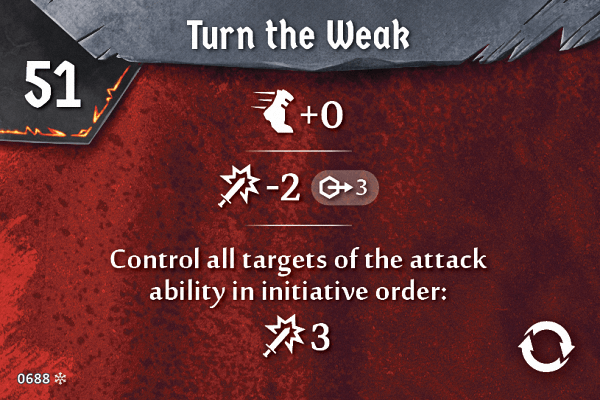 Turn the Weak
51
+0
-2 3
Control all targets of the attack
ability in initiative order:
3
0688